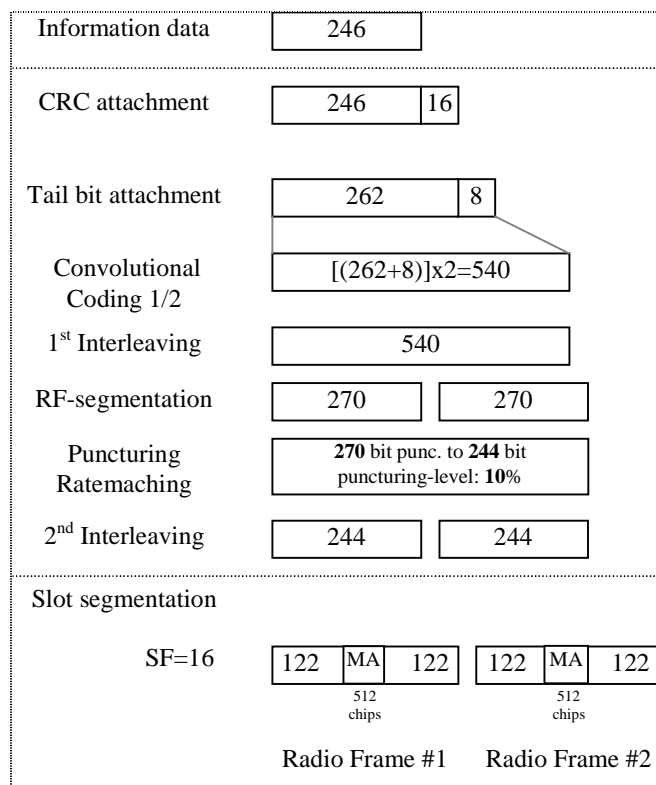 Information data
246
CRC attachment
246 16
Tail bit attachment
262 8
Convolutional
Coding 1/2
[(262+8)]x2=540
1st Interleaving
540
RF-segmentation
270 270
Puncturing
Ratemaching
270 bit punc. to 244 bit
puncturing-level: 10%
2nd Interleaving
244 244
Slot segmentation
SF=16
122 MA 122 122 MA 122
512
chips
512
chips
Radio Frame #1 Radio Frame #2